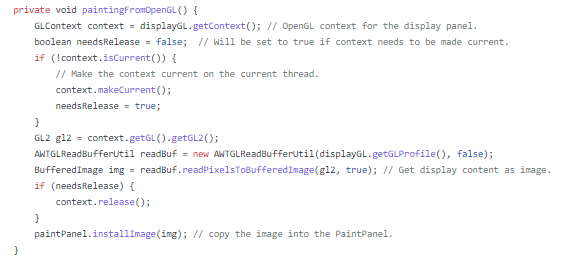 private void paintingFromOpenGL() {
    GLContext context = displayGL.getContext(); // OpenGL context for the display panel.
    boolean needsRelease = false;  // Will be set to true if context needs to be made current.
    if (!context.isCurrent()) {
        // Make the context current on the current thread.
        context.makeCurrent();
        needsRelease = true;
    }
    GL2 gl2 = context.getGL().getGL2();
    AWTGLReadBufferUtil readBuf = new AWTGLReadBufferUtil(displayGL.getGLProfile(), false);
    BufferedImage img = readBuf.readPixelsToBufferedImage(gl2, true); // Get display content as image.
    if (needsRelease) {
        context.release();
    }
    paintPanel.installImage(img); // copy the image into the PaintPanel.
}